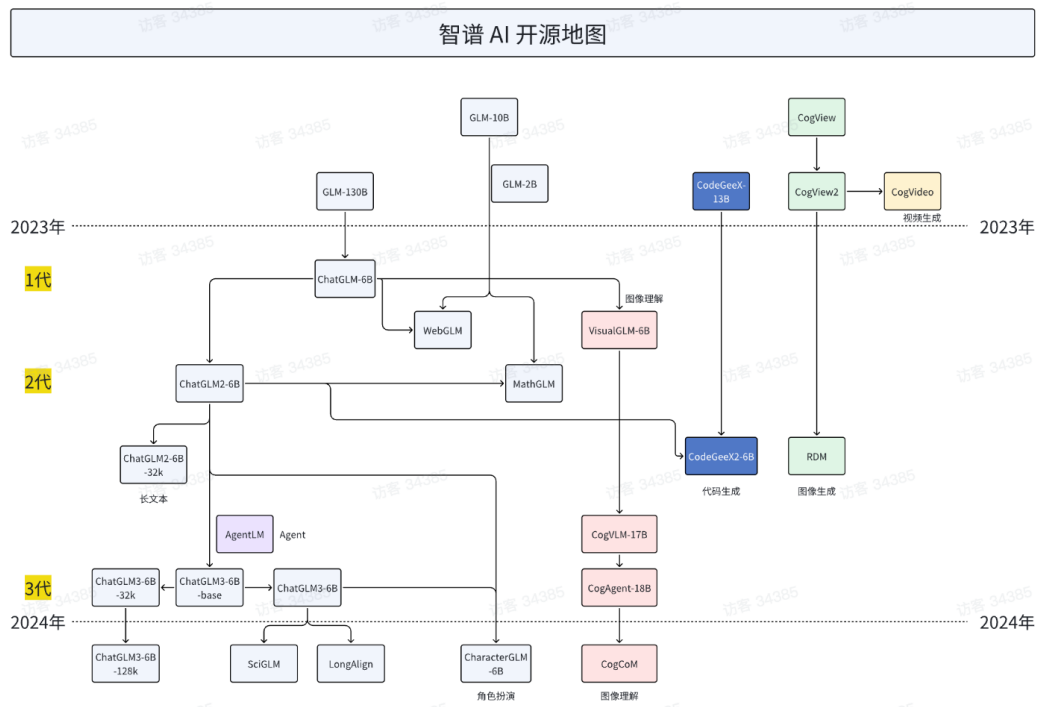 智谱 AI 开源地图
GLM-10B
CogView
GLM-130B
GLM-2B
CodeGeeX-
13B
CogView2
CogVideo
视频生成
2023年
2023年
1代
ChatGLM-6B
图像理解
WebGLM
VisualGLM-6B
2代
ChatGLM2-6B
MathGLM
ChatGLM2-6B
-32k
长文本
CodeGeeX2-6B
代码生成
RDM
图像生成
AgentLM
Agent
CogVLM-17B
3代
ChatGLM3-6B
-32k
ChatGLM3-6B
-base
ChatGLM3-6B
CogAgent-18B
2024年
2024年
ChatGLM3-6B
-128k
SciGLM
LongAlign
CharacterGLM
-6B
角色扮演
CogCoM
图像理解
访客 34385